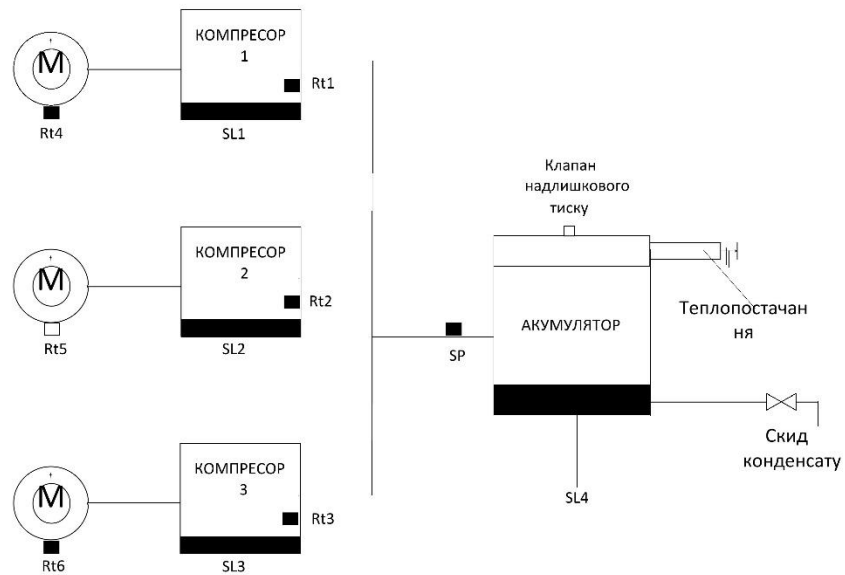 КОМПРЕСОР
1
М
Rt1
Rt4
SL1
Клапан
надлишкового
тиску
КОМПРЕСОР
2
М
Rt2
Rt5
SL2
АКУМУЛЯТОР
SP
Теплопостачан
ня
Скид
конденсату
SL4
КОМПРЕСОР
3
М
Rt3
Rt6
SL3